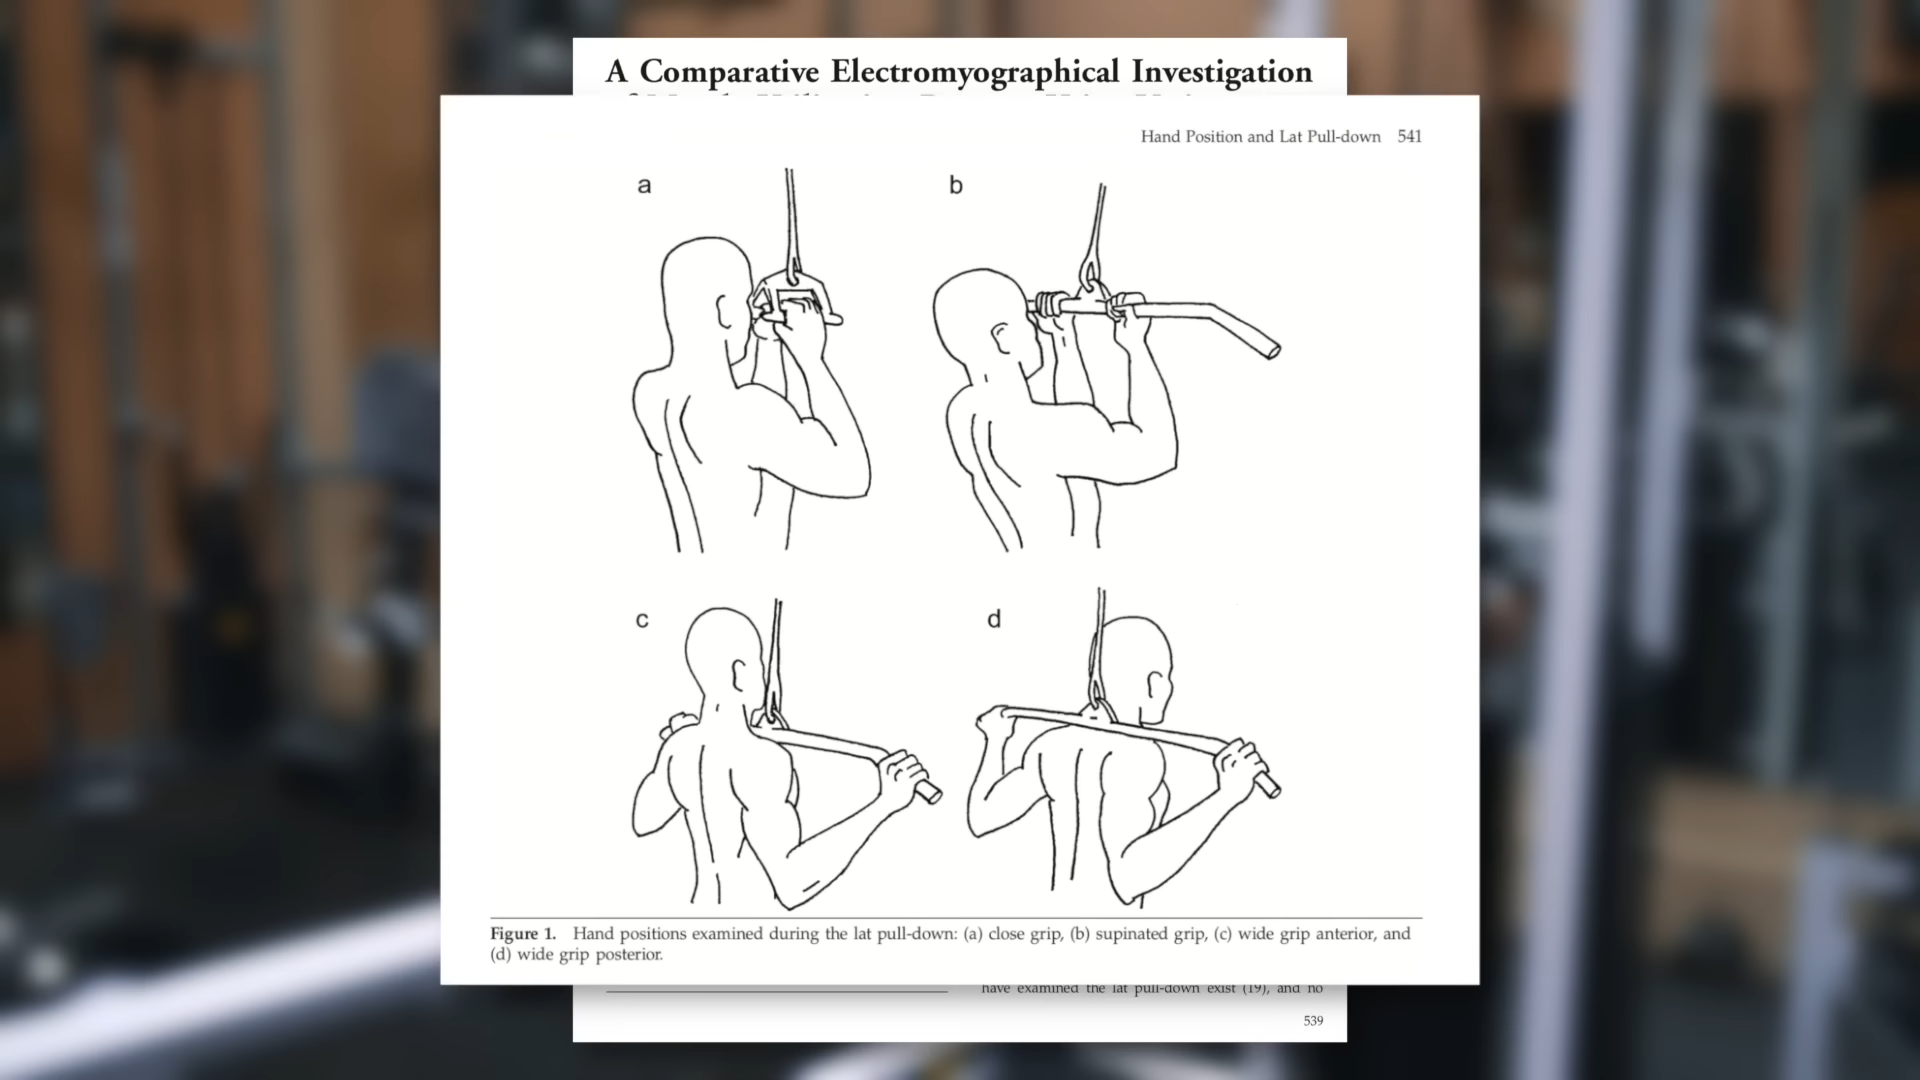 A Comparative Electromyographical Investigation
Hand Position and Lat Pull-down 541
a
b
c
d
Figure 1. Hand positions examined during the lat pull-down: (a) close grip, (b) supinated grip, (c) wide grip anterior, and
(d) wide grip posterior.
have examined the lat pull-down exist (19), and no
539